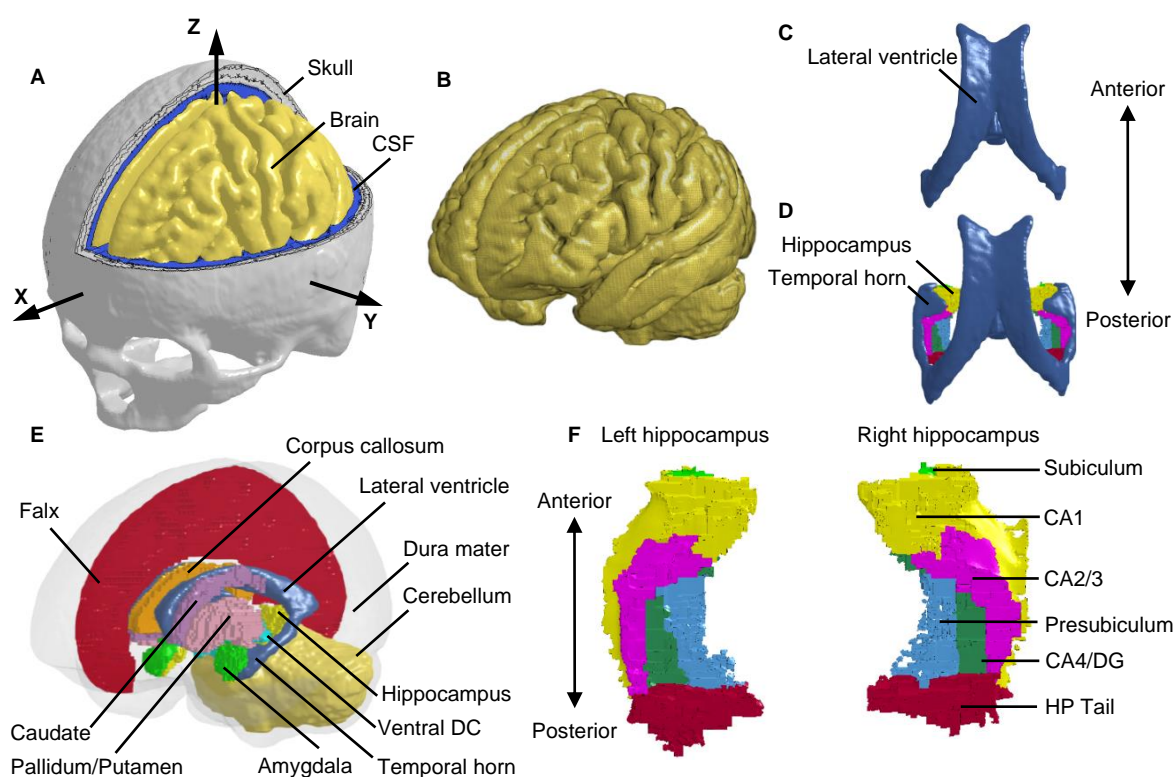 A
Z
Skull
Brain
CSF
X
Y
B
C
Lateral ventricle
Anterior
D
Hippocampus
Temporal horn
Posterior
E
Corpus callosum
Lateral ventricle
Falx
Dura mater
Cerebellum
Hippocampus
Caudate
Ventral DC
Pallidum/Putamen
Amygdala
Temporal horn
F
Left hippocampus
Right hippocampus
Anterior
Posterior
Subiculum
CA1
CA2/3
Presubiculum
CA4/DG
HP Tail